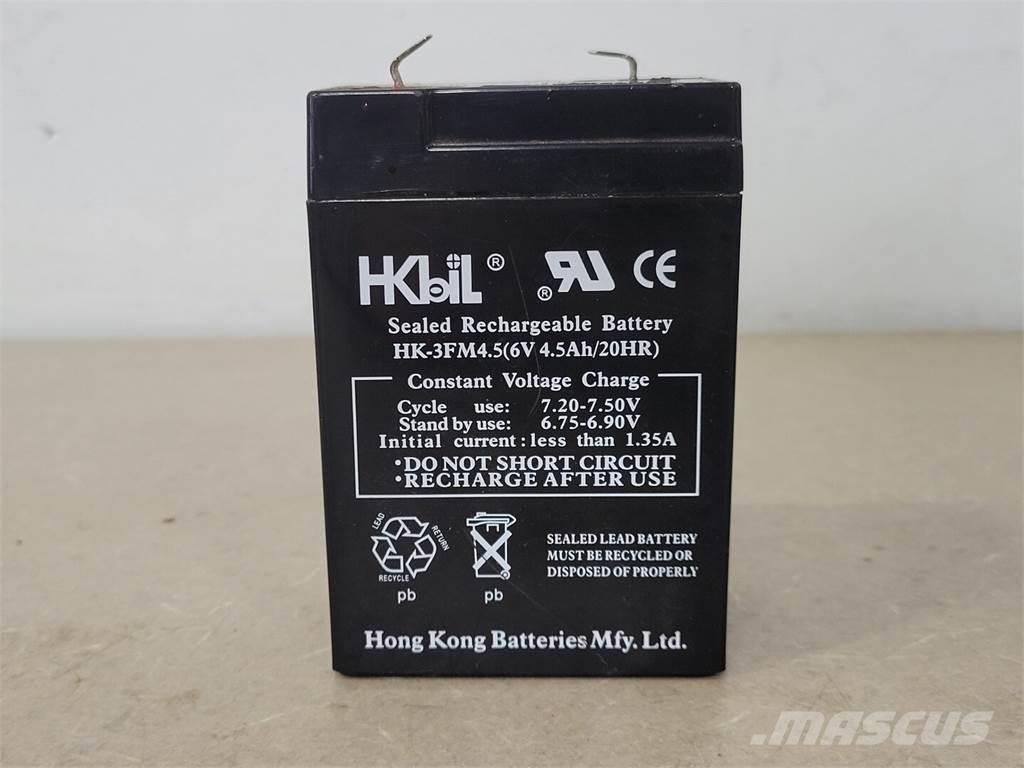 HKbiL ® ® RU CE
Sealed Rechargeable Battery
HK-3FM4.5(6V 4.5Ah/20HR)
Constant Voltage Charge
Cycle use: 7.20-7.50V
Stand by use: 6.75-6.90V
Initial current: less than 1.35A
•DO NOT SHORT CIRCUIT
•RECHARGE AFTER USE
LEAD
RETURN
RECYCLE
pb
pb
SEALED LEAD BATTERY
MUST BE RECYCLED OR
DISPOSED OF PROPERLY
Hong Kong Batteries Mfy. Ltd.
MASCUS